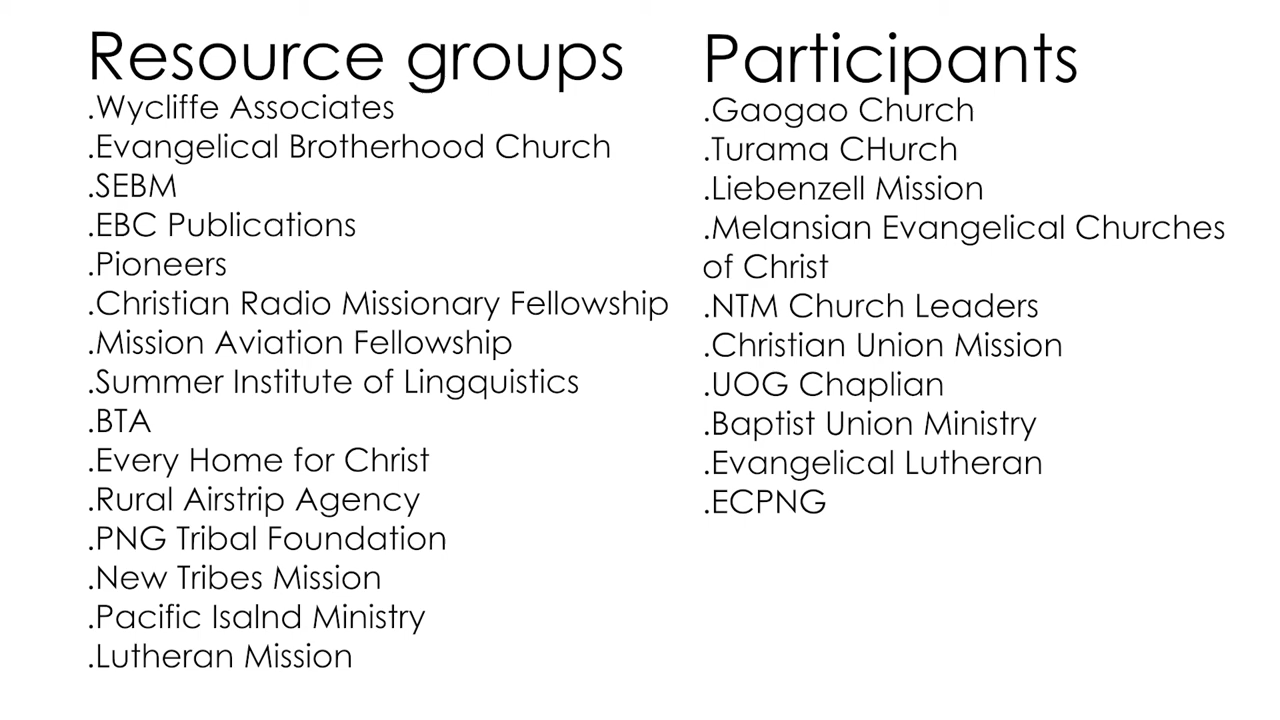 Resource groups
.Wycliffe Associates
.Evangelical Brotherhood Church
.SEBM
.EBC Publications
.Pioneers
.Christian Radio Missionary Fellowship
.Mission Aviation Fellowship
.Summer Institute of Lingquistics
.BTA
.Every Home for Christ
.Rural Airstrip Agency
.PNG Tribal Foundation
.New Tribes Mission
.Pacific Isalnd Ministry
.Lutheran Mission
Participants
.Gaogao Church
.Turama CHurch
.Liebenzell Mission
.Melansian Evangelical Churches
of Christ
.NTM Church Leaders
.Christian Union Mission
.UOG Chaplian
.Baptist Union Ministry
.Evangelical Lutheran
.ECPNG